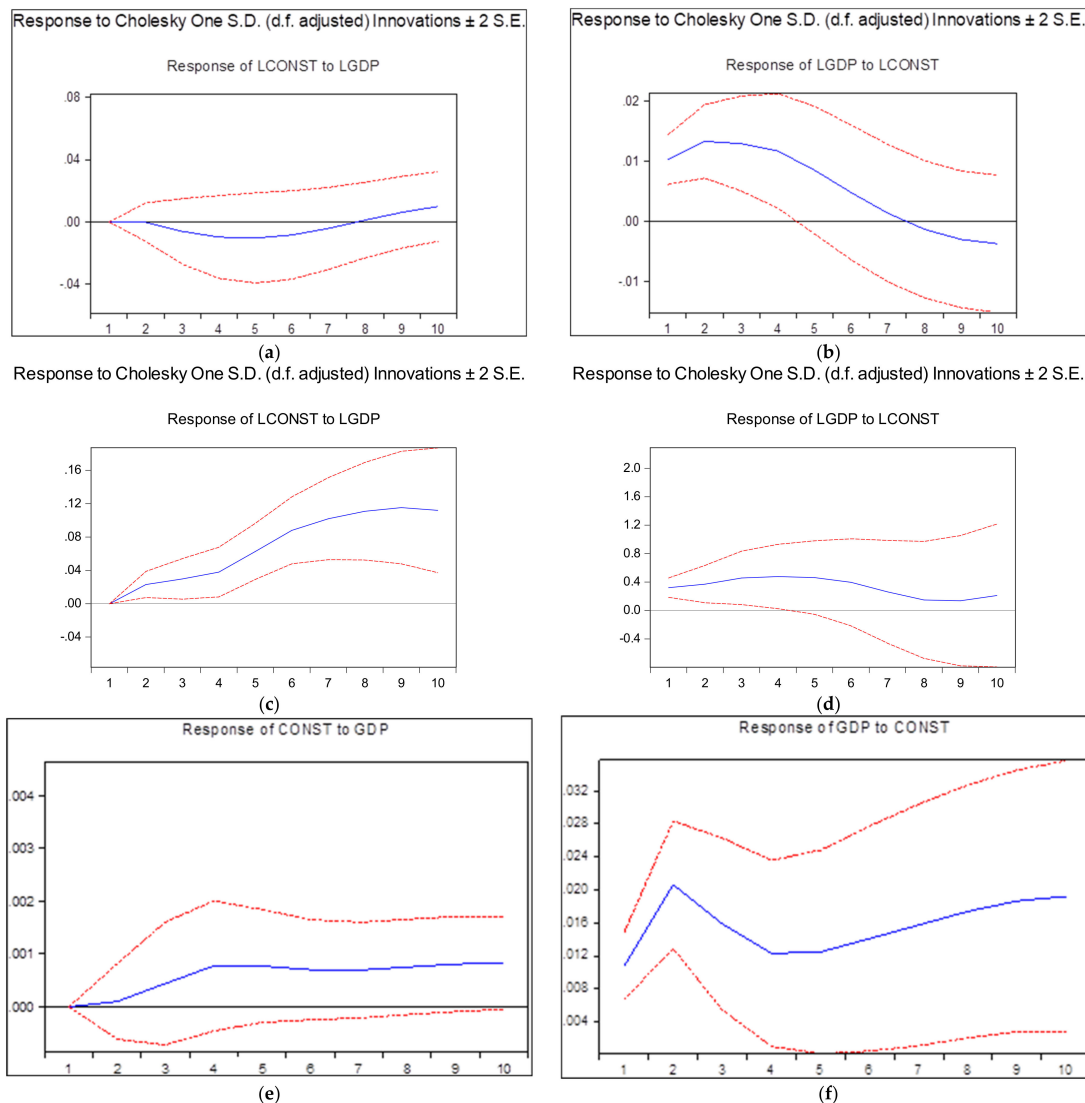 Response to Cholesky One S.D. (d.f. adjusted) Innovations ± 2 S.E.
Response of LCONST to LGDP
.08
.04
.00
-.04
1 2 3 4 5 6 7 8 9 10
(a)
Response to Cholesky One S.D. (d.f. adjusted) Innovations ± 2 S.E.
Response of LGDP to LCONST
.02
.01
.00
-.01
1 2 3 4 5 6 7 8 9 10
(b)
Response to Cholesky One S.D. (d.f. adjusted) Innovations ± 2 S.E.
Response of LCONST to LGDP
.16
.12
.08
.04
.00
-.04
1 2 3 4 5 6 7 8 9 10
(c)
Response to Cholesky One S.D. (d.f. adjusted) Innovations ± 2 S.E.
Response of LGDP to LCONST
2.0
1.6
1.2
0.8
0.4
0.0
-0.4
1 2 3 4 5 6 7 8 9 10
(d)
Response of CONST to GDP
.004
.003
.002
.001
.000
1 2 3 4 5 6 7 8 9 10
(e)
Response of GDP to CONST
.032
.028
.024
.020
.016
.012
.008
.004
1 2 3 4 5 6 7 8 9 10
(f)